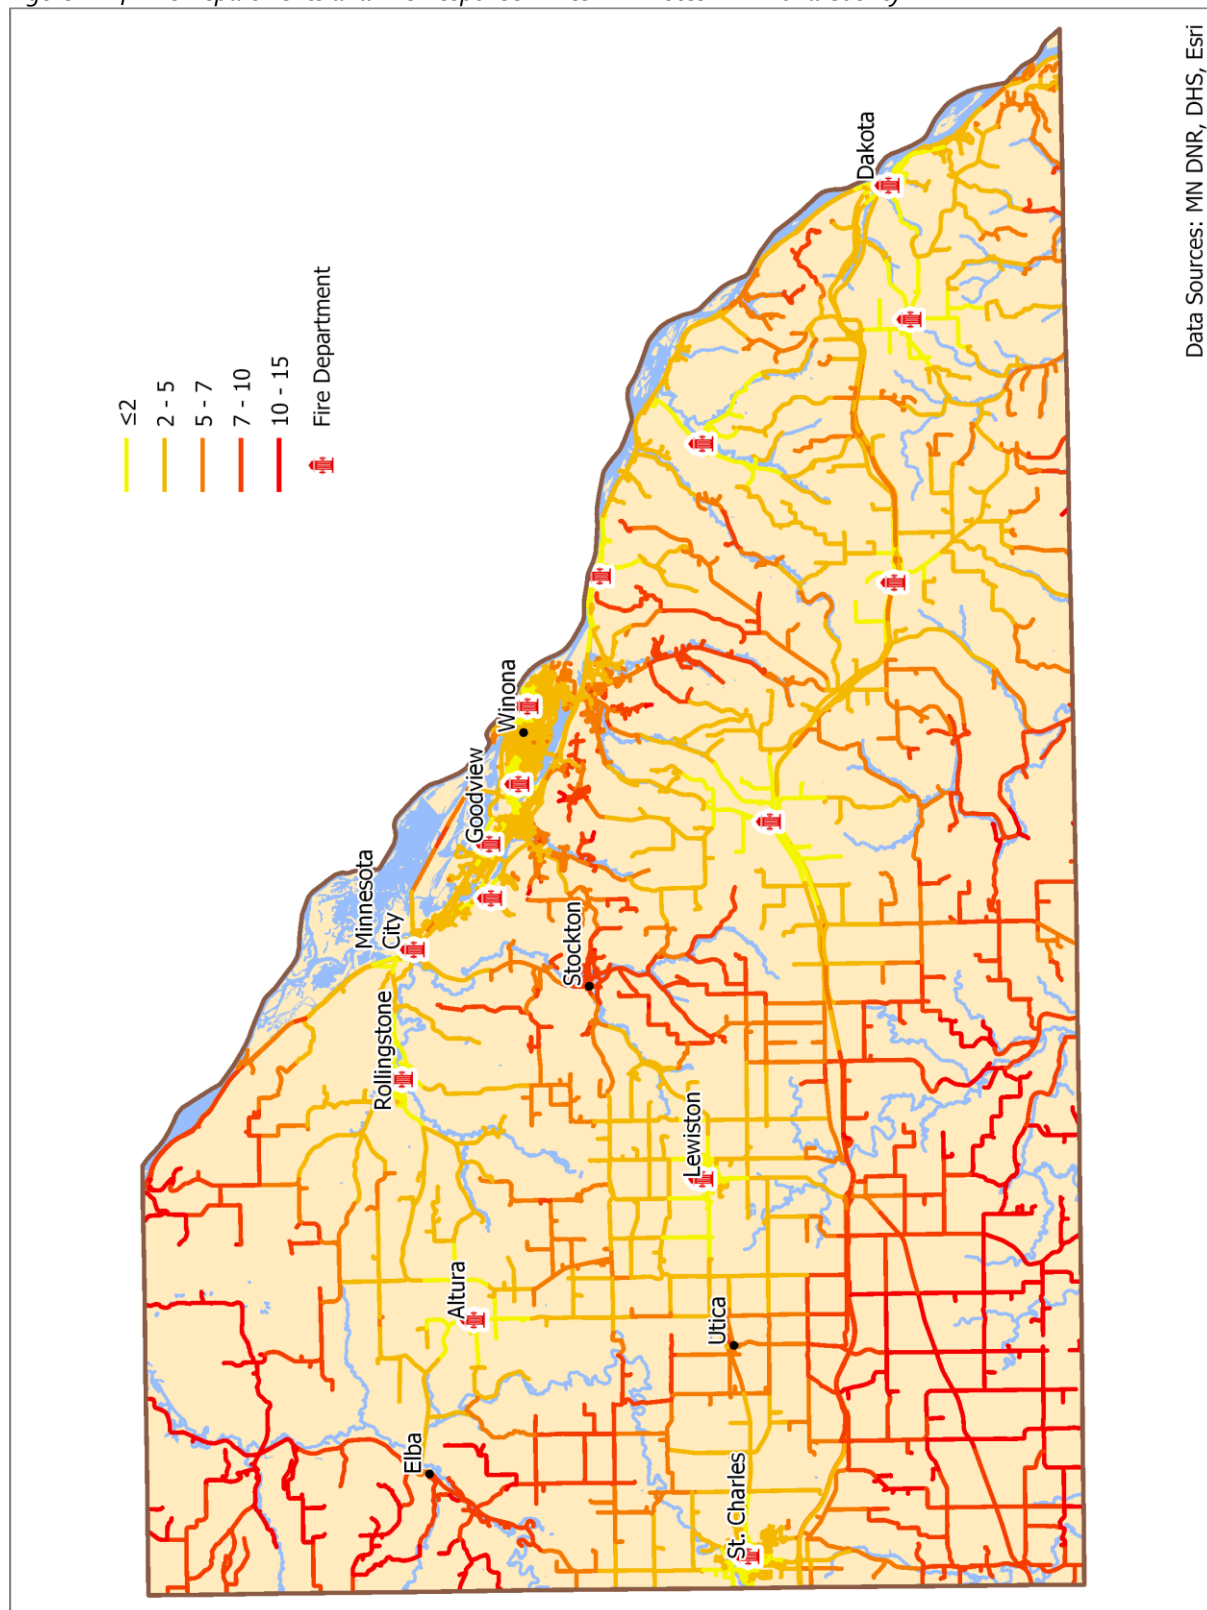 ≤2
2 - 5
5 - 7
7 - 10
10 - 15
Fire Department
Dakota
Winona
Goodview
Minnesota
City
Stockton
Rollingstone
Lewiston
Altura
Utica
Elba
St. Charles
Data Sources: MN DNR, DHS, Esri